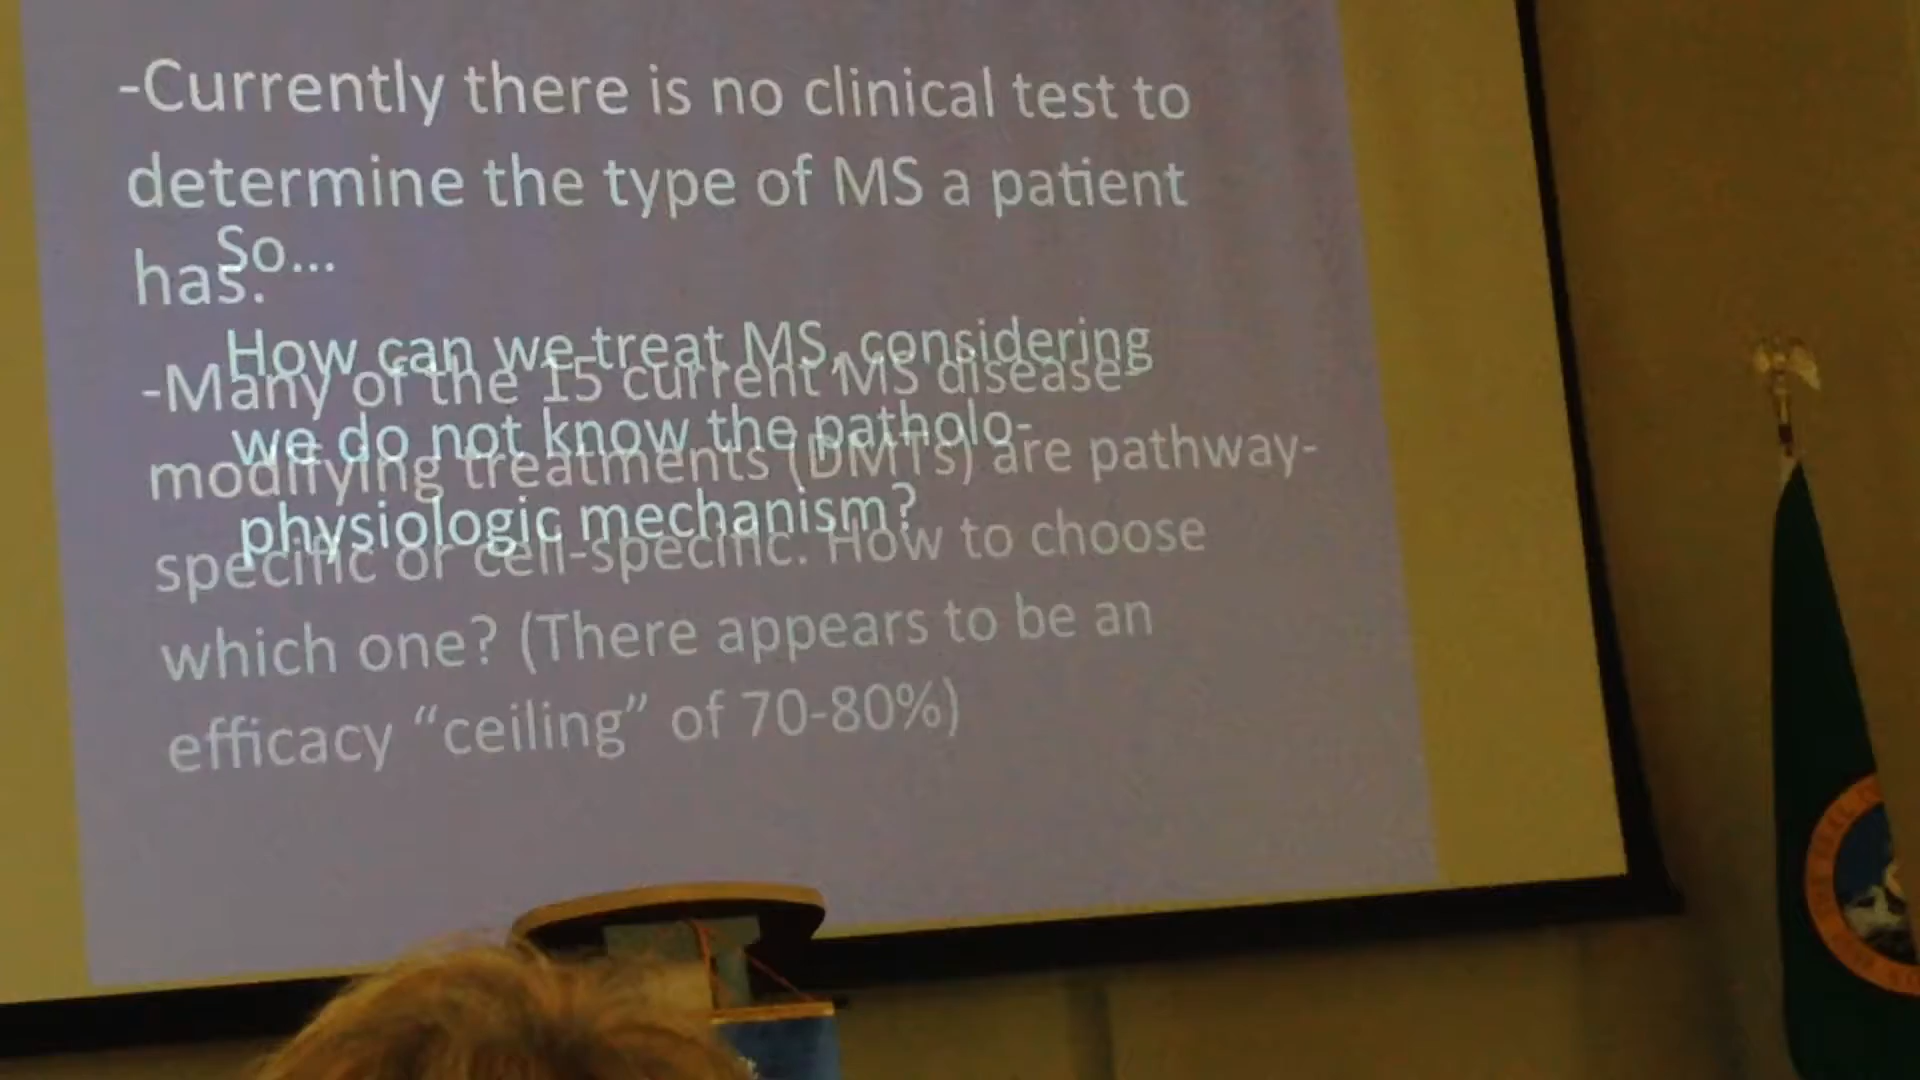 -Currently there is no clinical test to
determine the type of MS a patient
has.
-Many of the 15 current MS disease-
modifying treatments (DMTs) are pathway-
specific or cell-specific. How to choose
which one? (There appears to be an
efficacy “ceiling” of 70-80%)
So...
How can we treat MS, considering
we do not know the patholo-
physiologic mechanism?